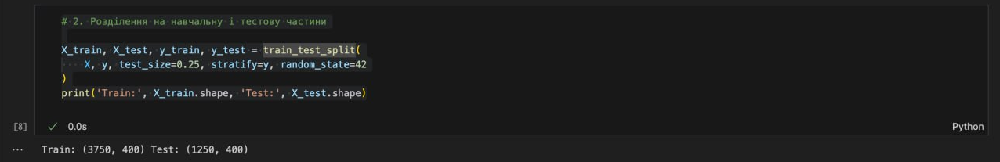 # 2. Розділення на навчальну і тестову частини
X_train, X_test, y_train, y_test = train_test_split(
X, y, test_size=0.25, stratify=y, random_state=42
)
print('Train:', X_train.shape, 'Test:', X_test.shape)
[8] 0.0s Python
... Train: (3750, 400) Test: (1250, 400)